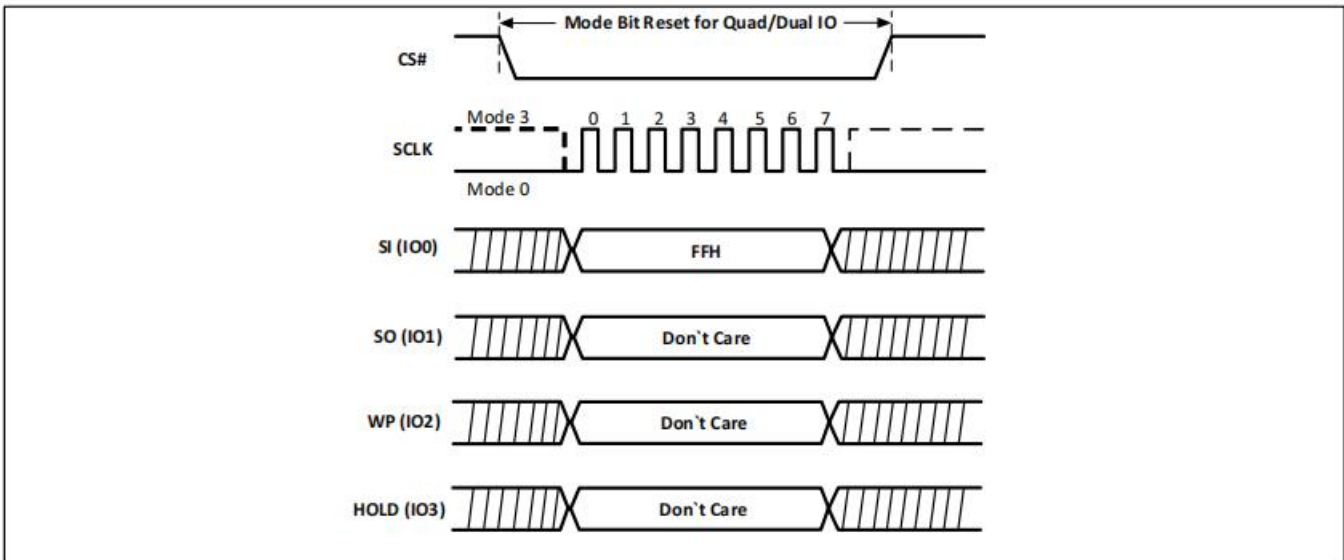 Mode Bit Reset for Quad/Dual IO
CS#
Mode 3
0 1 2 3 4 5 6 7
SCLK
Mode 0
SI (IO0)
FFH
SO (IO1)
Don`t Care
WP (IO2)
Don`t Care
HOLD (IO3)
Don`t Care